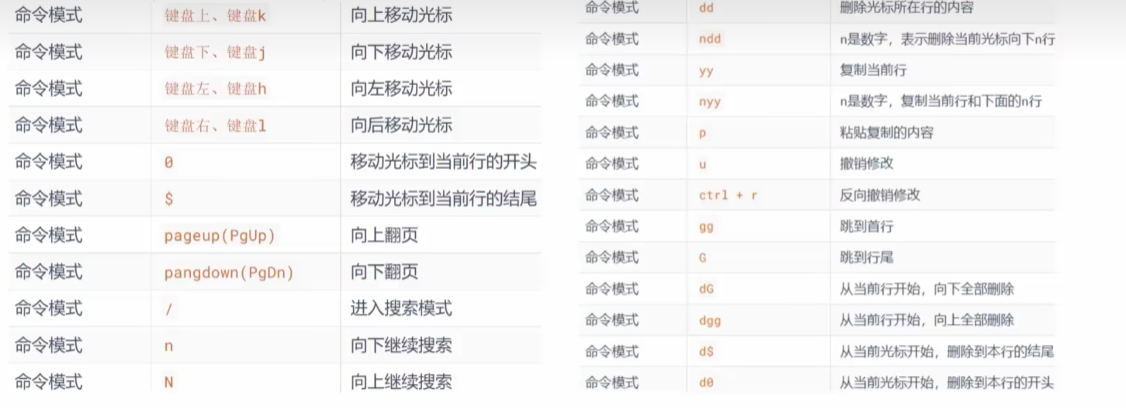 命令模式 键盘上、键盘k 向上移动光标
命令模式 键盘下、键盘j 向下移动光标
命令模式 键盘左、键盘h 向左移动光标
命令模式 键盘右、键盘l 向后移动光标
命令模式 0 移动光标到当前行的开头
命令模式 $ 移动光标到当前行的结尾
命令模式 pageup(PgUp) 向上翻页
命令模式 pangdown(PgDn) 向下翻页
命令模式 / 进入搜索模式
命令模式 n 向下继续搜索
命令模式 N 向上继续搜索
命令模式 dd 删除光标所在行的内容
命令模式 ndd n是数字，表示删除当前光标向下n行
命令模式 yy 复制当前行
命令模式 nyy n是数字，复制当前行和下面的n行
命令模式 p 粘贴复制的内容
命令模式 u 撤销修改
命令模式 ctrl + r 反向撤销修改
命令模式 gg 跳到首行
命令模式 G 跳到行尾
命令模式 dG 从当前行开始，向下全部删除
命令模式 dgg 从当前行开始，向上全部删除
命令模式 d$ 从当前光标开始，删除到本行的结尾
命令模式 d0 从当前光标开始，删除到本行的开头